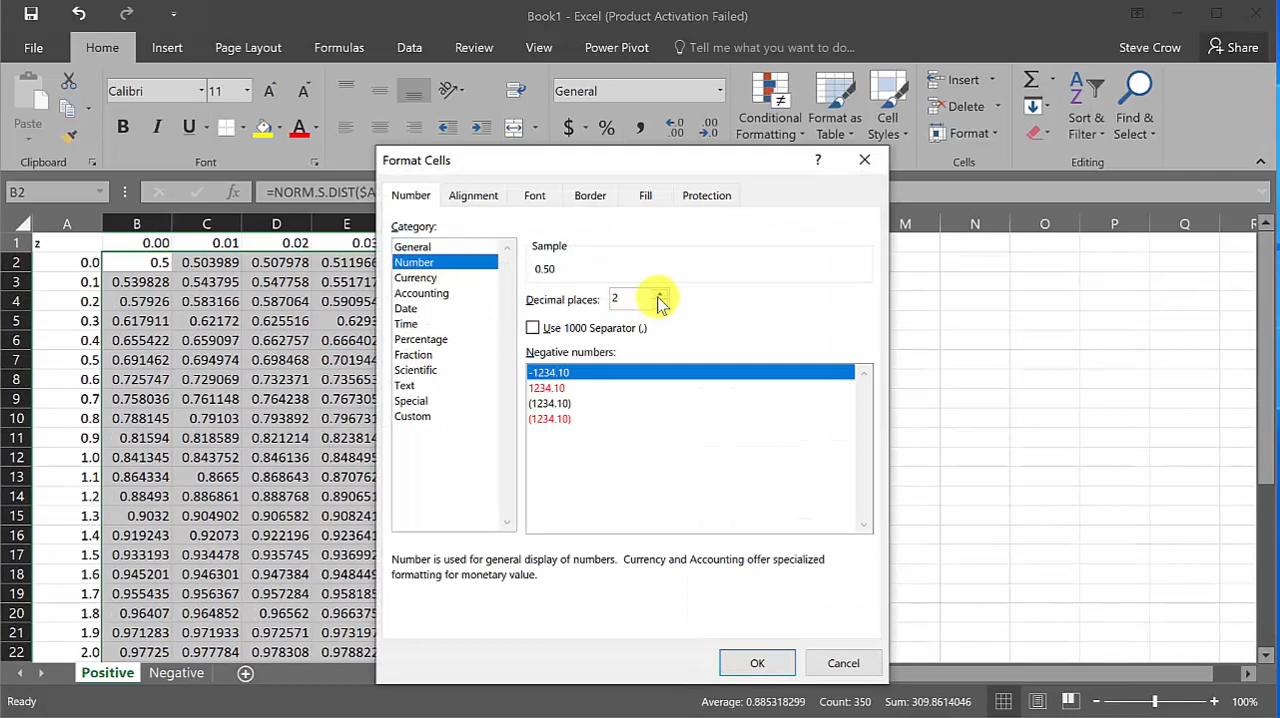 Book1 - Excel (Product Activation Failed)
File Home Insert Page Layout Formulas Data Review View Power Pivot Tell me what you want to do... Steve Crow Share
Paste
Calibri 11
B I U A
General
$ % , .00 .0
Conditional Formatting
Format as Table
Cell Styles
Insert
Delete
Format
Sort & Filter
Find & Select
Clipboard Font Cells Editing
B2 fx =NORM.S.DIST($A
Format Cells ?
Number Alignment Font Border Fill Protection
Category:
General
Number
Currency
Accounting
Date
Time
Percentage
Fraction
Scientific
Text
Special
Custom
Sample
0.50
Decimal places: 2
Use 1000 Separator (,)
Negative numbers:
-1234.10
1234.10
(1234.10)
(1234.10)
Number is used for general display of numbers. Currency and Accounting offer specialized
formatting for monetary value.
OK Cancel
A B C D E M N O P Q R
1 z 0.00 0.01 0.02 0.03
2 0.0 0.5 0.503989 0.507978 0.511966
3 0.1 0.539828 0.543795 0.547758 0.551717
4 0.2 0.57926 0.583166 0.587064 0.590954
5 0.3 0.617911 0.62172 0.625516 0.6293
6 0.4 0.655422 0.659097 0.662757 0.666402
7 0.5 0.691462 0.694974 0.698468 0.701944
8 0.6 0.725747 0.729069 0.732371 0.735653
9 0.7 0.758036 0.761148 0.764238 0.767305
10 0.8 0.788145 0.79103 0.793892 0.796731
11 0.9 0.81594 0.818589 0.821214 0.823814
12 1.0 0.841345 0.843752 0.846136 0.848495
13 1.1 0.864334 0.8665 0.868643 0.870762
14 1.2 0.88493 0.886861 0.888768 0.890651
15 1.3 0.9032 0.904902 0.906582 0.908241
16 1.4 0.919243 0.92073 0.922196 0.923641
17 1.5 0.933193 0.934478 0.935745 0.936992
18 1.6 0.945201 0.946301 0.947384 0.948449
19 1.7 0.955435 0.956367 0.957284 0.958185
20 1.8 0.96407 0.964852 0.96562 0.966375
21 1.9 0.971283 0.971933 0.972571 0.973197
22 2.0 0.97725 0.977784 0.978308 0.978822
Positive Negative
Ready Average: 0.885318299 Count: 350 Sum: 309.8614046 100%